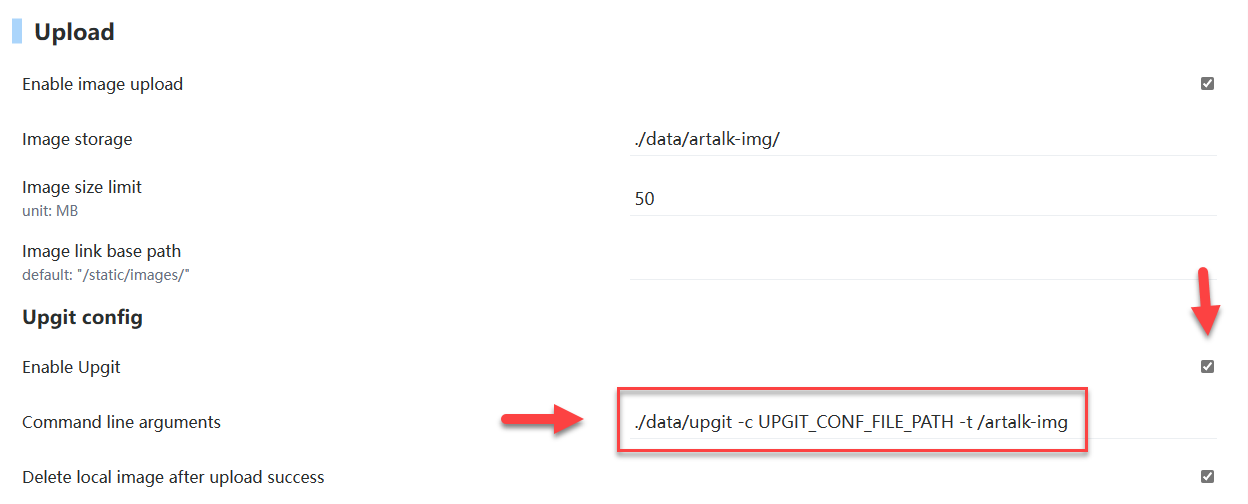 Upload
Enable image upload
Image storage
./data/artalk-img/
Image size limit
unit: MB
50
Image link base path
default: "/static/images/"
Upgit config
Enable Upgit
Command line arguments
./data/upgit -c UPGIT_CONF_FILE_PATH -t /artalk-img
Delete local image after upload success